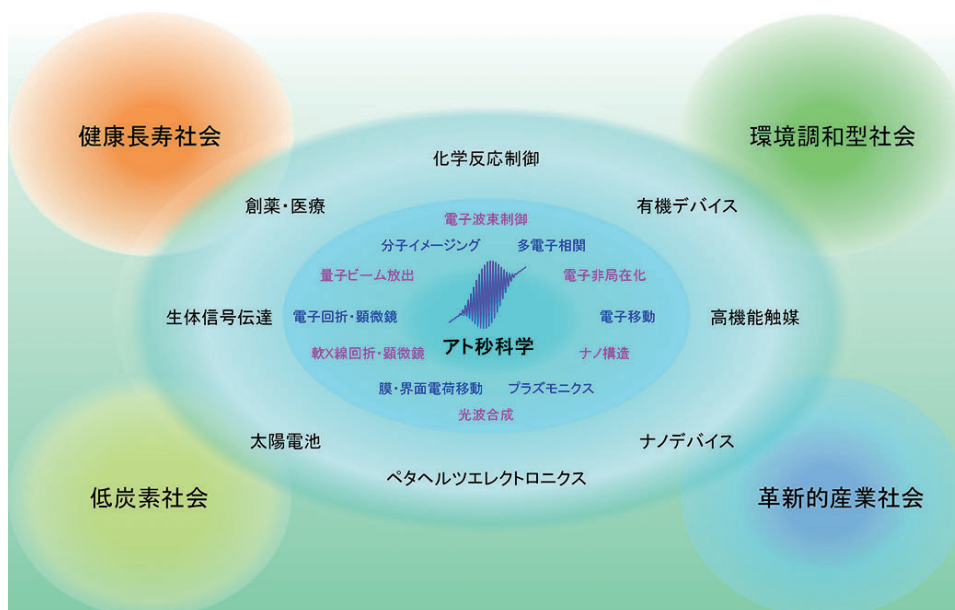 健康長寿社会
環境調和型社会
化学反応制御
創薬・医療
有機デバイス
電子波束制御
分子イメージング
多電子相関
量子ビーム放出
電子非局在化
生体信号伝達
電子回折・顕微鏡
電子移動
高機能触媒
アト秒科学
軟X線回折・顕微鏡
ナノ構造
膜・界面電荷移動
プラズモニクス
光波合成
太陽電池
ナノデバイス
ペタヘルツエレクトロニクス
低炭素社会
革新的産業社会